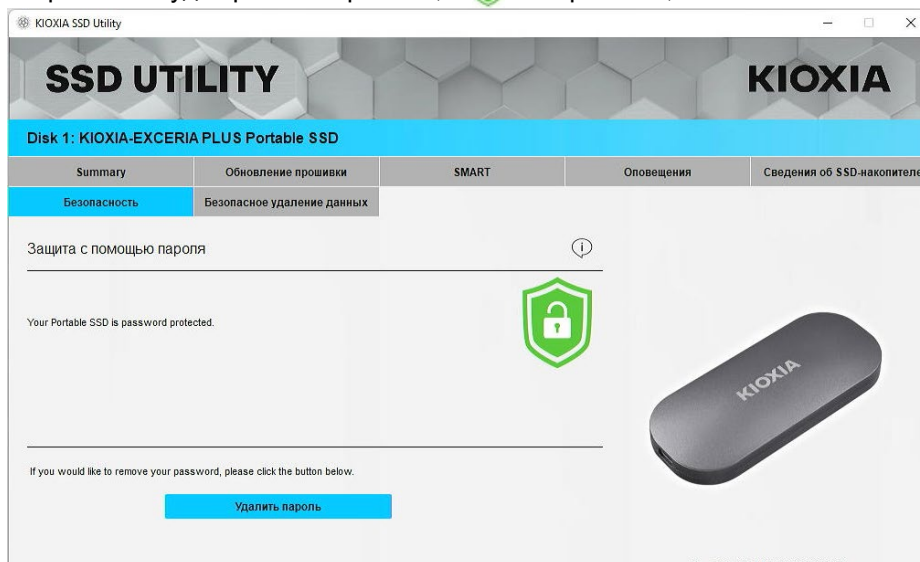 KIOXIA SSD Utility
SSD UTILITY
KIOXIA
Disk 1: KIOXIA-EXCERIA PLUS Portable SSD
Summary
Обновление прошивки
SMART
Оповещения
Сведения об SSD-накопителе
Безопасность
Безопасное удаление данных
Защита с помощью пароля
Your Portable SSD is password protected.
KIOXIA
If you would like to remove your password, please click the button below.
Удалить пароль